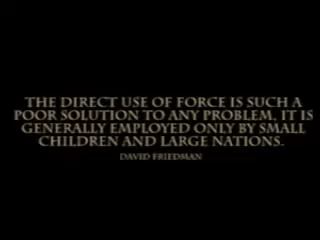 THE DIRECT USE OF FORCE IS SUCH A
POOR SOLUTION TO ANY PROBLEM, IT IS
GENERALLY EMPLOYED ONLY BY SMALL
CHILDREN AND LARGE NATIONS.
DAVID FRIEDMAN